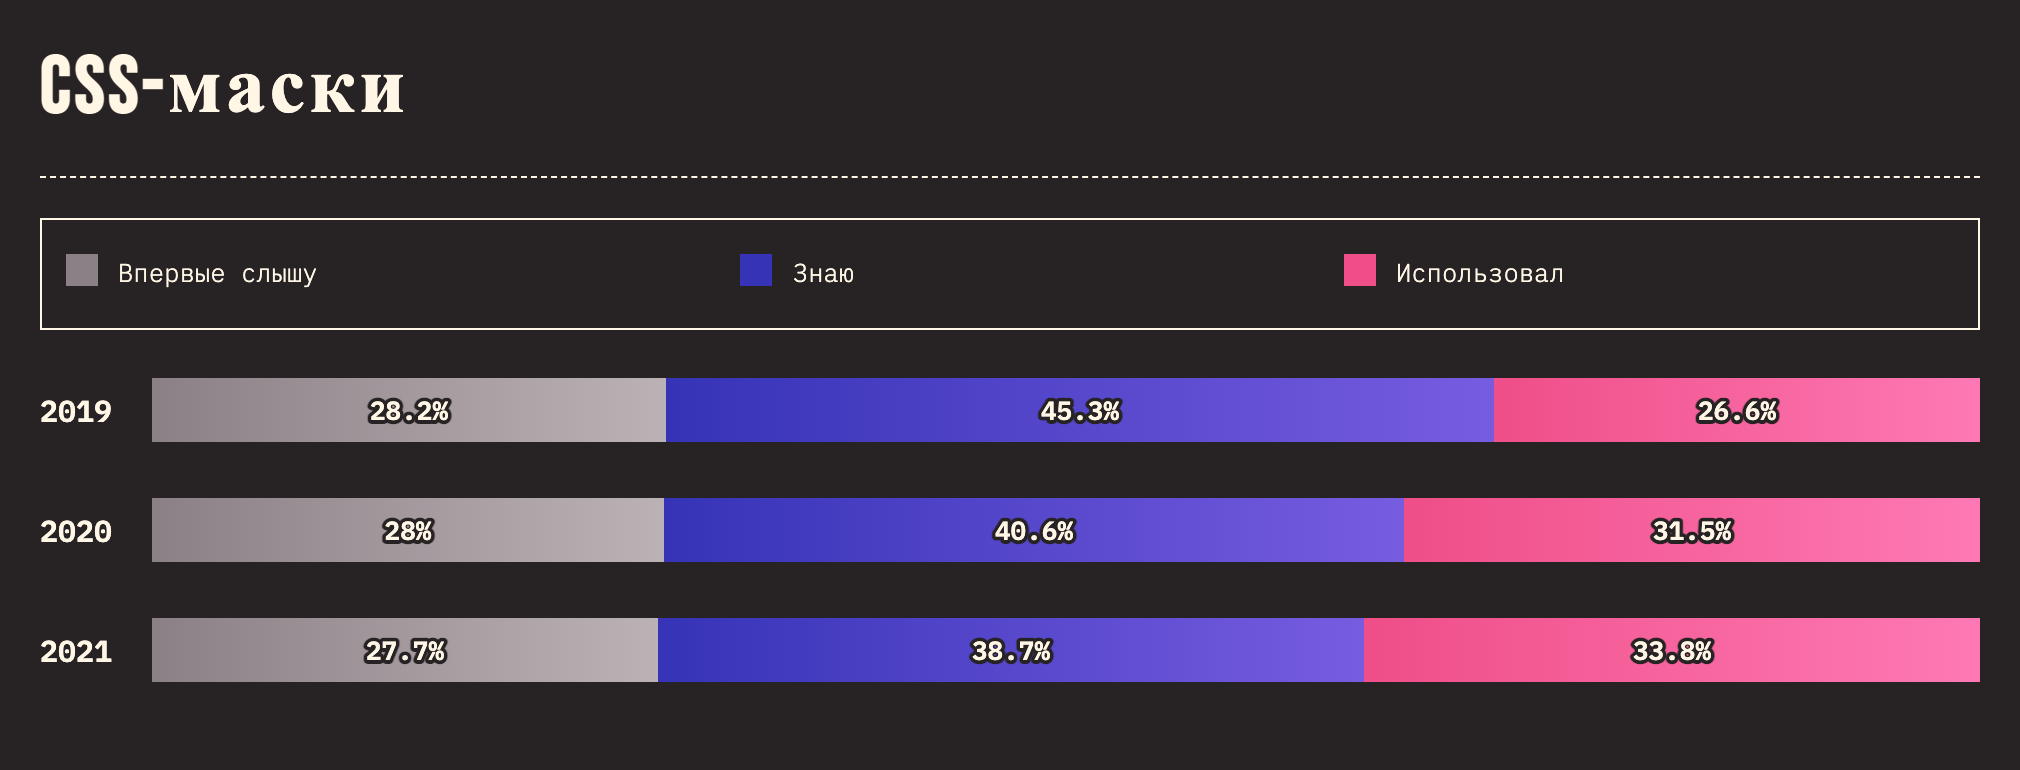 CSS-маски
Впервые слышу Знаю Использовал
2019 28.2% 45.3% 26.6%
2020 28% 40.6% 31.5%
2021 27.7% 38.7% 33.8%